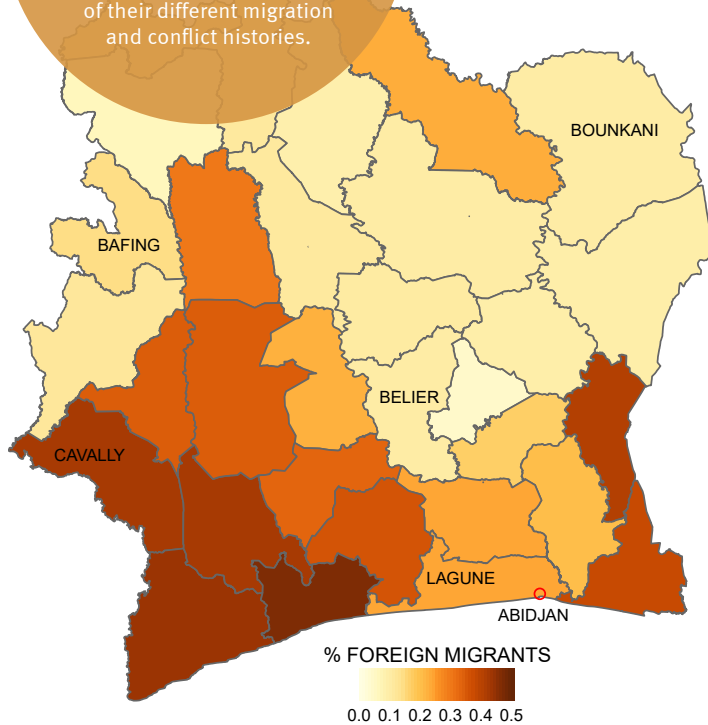 of their different migration
and conflict histories.
BOUNKANI
BAFING
BELIER
CAVALLY
LAGUNE
ABIDJAN
% FOREIGN MIGRANTS
0.0 0.1 0.2 0.3 0.4 0.5